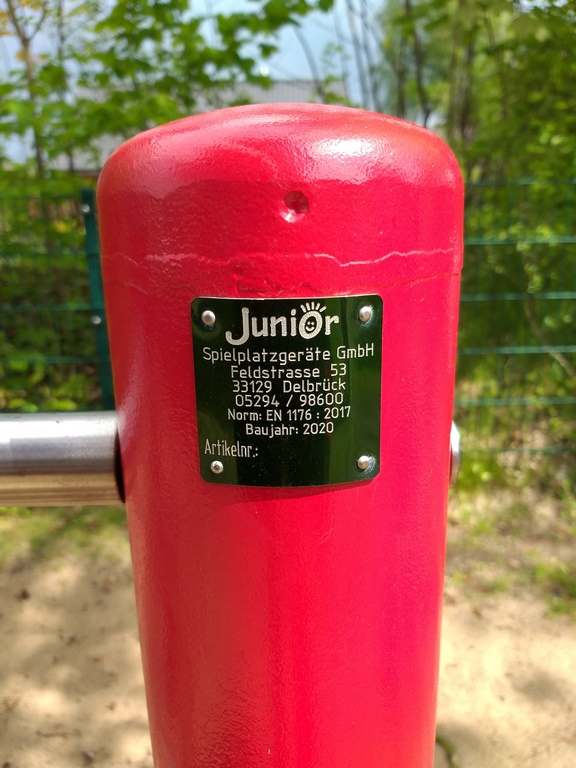 Junior
Spielplatzgeräte GmbH
Feldstrasse 53
33129 Delbrück
05294 / 98600
Norm: EN 1176 : 2017
Baujahr: 2020
Artikelnr.: